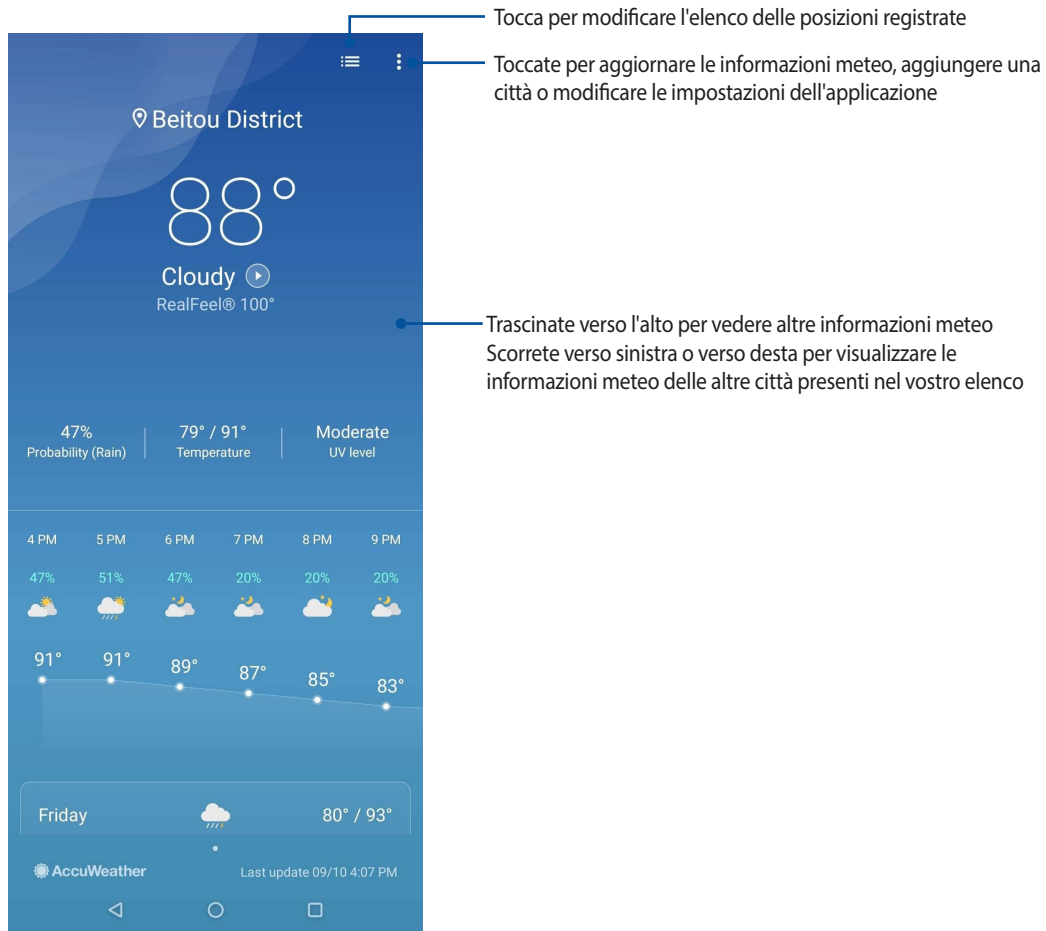 Tocca per modificare l'elenco delle posizioni registrate
Toccate per aggiornare le informazioni meteo, aggiungere una
città o modificare le impostazioni dell'applicazione
Beitou District
88°
Cloudy
RealFeel® 100°
Trascinate verso l'alto per vedere altre informazioni meteo
Scorrete verso sinistra o verso desta per visualizzare le
informazioni meteo delle altre città presenti nel vostro elenco
47% 79° / 91° Moderate
Probability (Rain) Temperature UV level
4 PM 5 PM 6 PM 7 PM 8 PM 9 PM
47% 51% 47% 20% 20% 20%
91° 91° 89° 87° 85° 83°
Friday 80° / 93°
AccuWeather Last update 09/10 4:07 PM